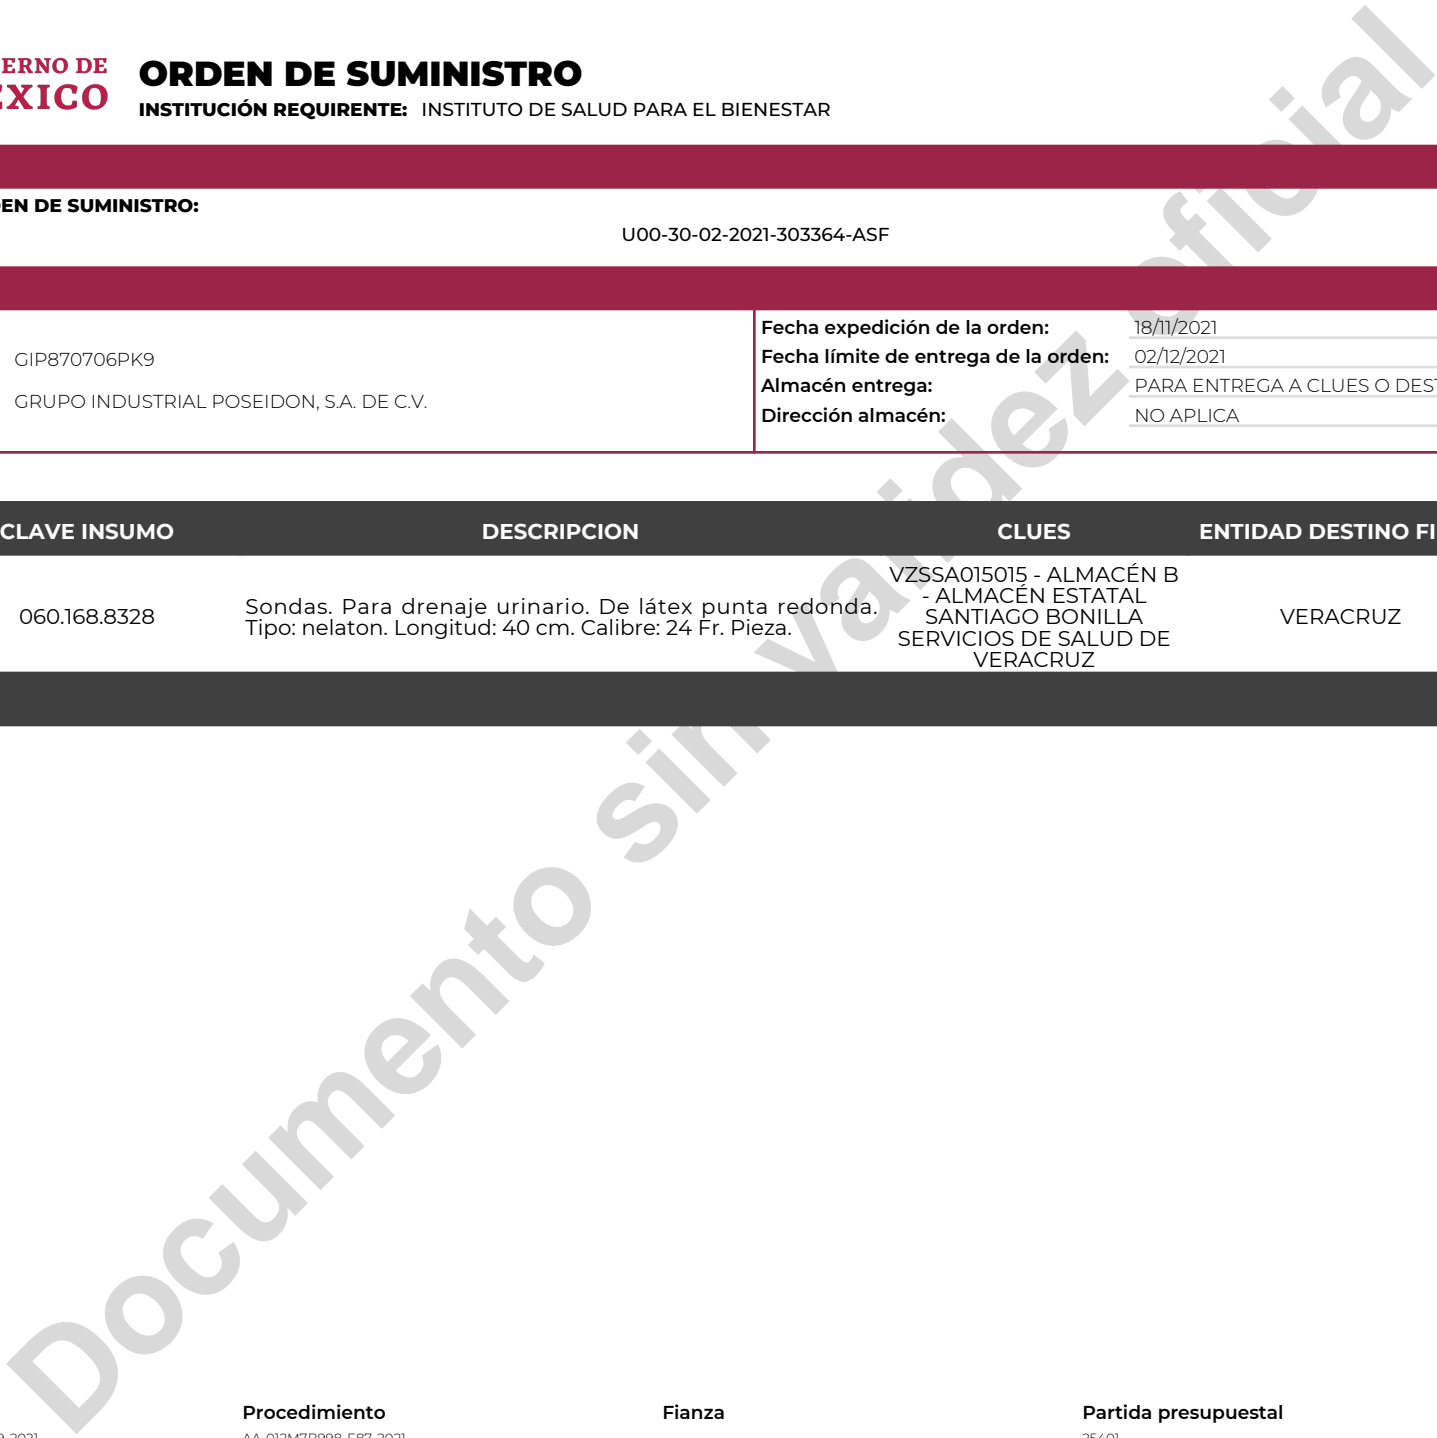 ERNO DE
EXICO
ORDEN DE SUMINISTRO
INSTITUCIÓN REQUIRENTE: INSTITUTO DE SALUD PARA EL BIENESTAR
EN DE SUMINISTRO:
U00-30-02-2021-303364-ASF
GIP870706PK9
GRUPO INDUSTRIAL POSEIDON, S.A. DE C.V.
Fecha expedición de la orden: 18/11/2021
Fecha límite de entrega de la orden: 02/12/2021
Almacén entrega: PARA ENTREGA A CLUES O DEST
Dirección almacén: NO APLICA
CLAVE INSUMO DESCRIPCION CLUES ENTIDAD DESTINO FI
060.168.8328
Sondas. Para drenaje urinario. De látex punta redonda.
Tipo: nelaton. Longitud: 40 cm. Calibre: 24 Fr. Pieza.
VZSSA015015 - ALMACÉN B
- ALMACÉN ESTATAL
SANTIAGO BONILLA
SERVICIOS DE SALUD DE
VERACRUZ
VERACRUZ
Documento sin validez oficial
Procedimiento Fianza Partida presupuestal